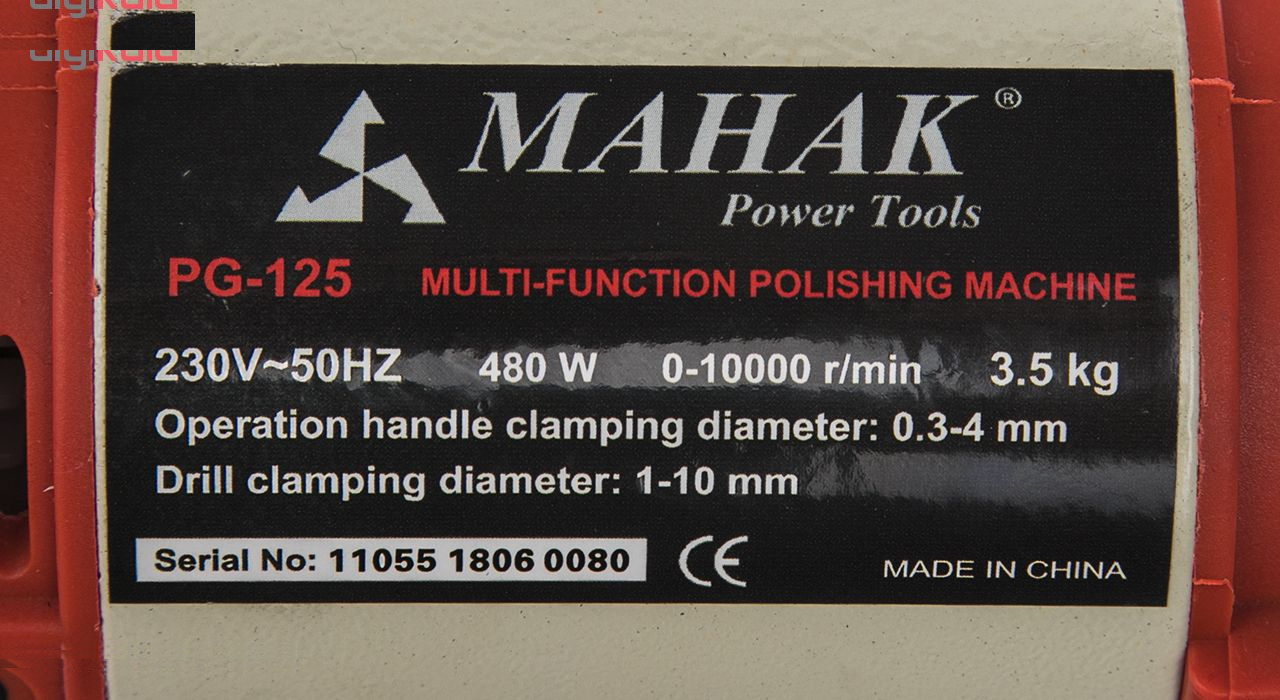 digikala
digikala
MAHAK®
Power Tools
PG-125 MULTI-FUNCTION POLISHING MACHINE
230V~50HZ 480 W 0-10000 r/min 3.5 kg
Operation handle clamping diameter: 0.3-4 mm
Drill clamping diameter: 1-10 mm
Serial No: 11055 1806 0080 CE MADE IN CHINA